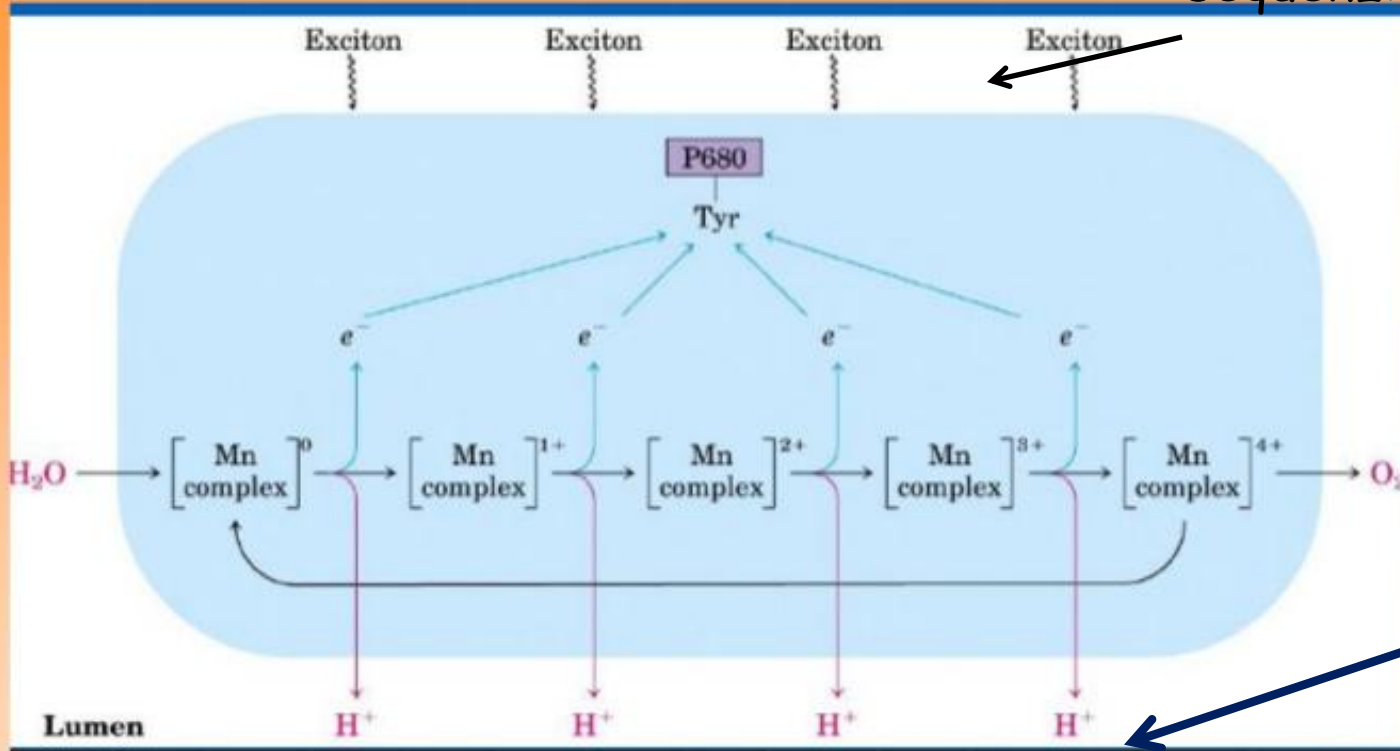 Exciton Exciton Exciton Exciton
P680
Tyr
e⁻ e⁻ e⁻ e⁻
H₂O [Mn complex]⁰ [Mn complex]¹⁺ [Mn complex]²⁺ [Mn complex]³⁺ [Mn complex]⁴⁺ O₂
Lumen H⁺ H⁺ H⁺ H⁺